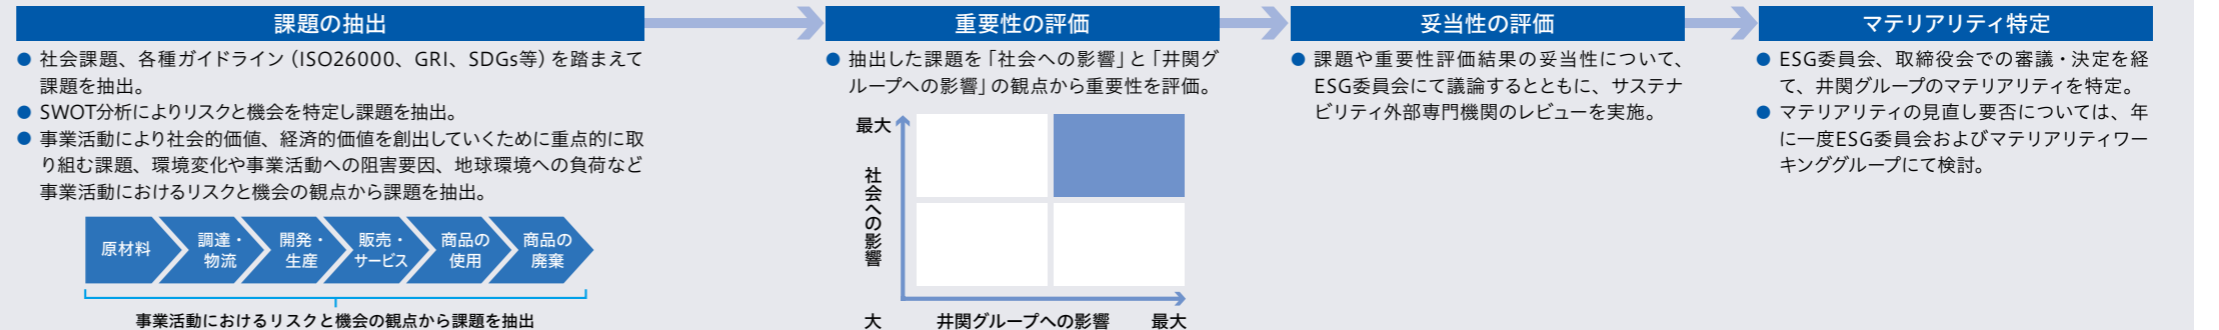 課題の抽出
● 社会課題、各種ガイドライン（ISO26000、GRI、SDGs等）を踏まえて
課題を抽出。
● SWOT分析によりリスクと機会を特定し課題を抽出。
● 事業活動により社会的価値、経済的価値を創出していくために重点的に取
り組む課題、環境変化や事業活動への阻害要因、地球環境への負荷など
事業活動におけるリスクと機会の観点から課題を抽出。
原材料
調達・
物流
開発・
生産
販売・
サービス
商品の
使用
商品の
廃棄
事業活動におけるリスクと機会の観点から課題を抽出
重要性の評価
● 抽出した課題を「社会への影響」と「井関グ
ループへの影響」の観点から重要性を評価。
最大
社会への影響
大
井関グループへの影響
最大
妥当性の評価
● 課題や重要性評価結果の妥当性について、
ESG委員会にて議論するとともに、サステナ
ビリティ外部専門機関のレビューを実施。
マテリアリティ特定
● ESG委員会、取締役会での審議・決定を経
て、井関グループのマテリアリティを特定。
● マテリアリティの見直し要否については、年
に一度ESG委員会およびマテリアリティワー
キンググループにて検討。